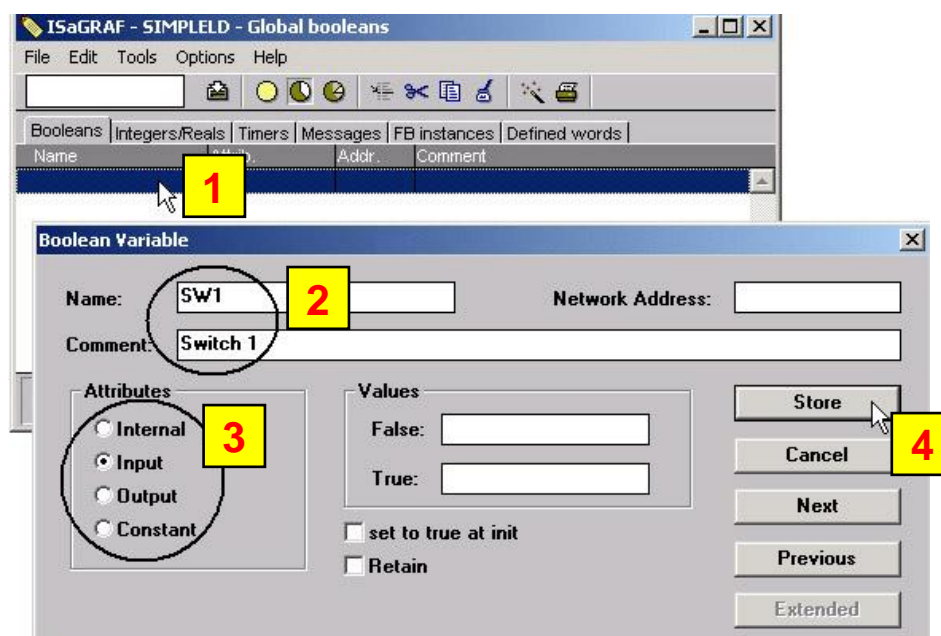 ISaGRAF - SIMPLELD - Global booleans
File Edit Tools Options Help
Booleans Integers/Reals Timers Messages FB instances Defined words
Name Attrib. Addr. Comment
1
Boolean Variable
Name: SW1 2 Network Address:
Comment: Switch 1
Attributes Values Store
Internal 3 False: 4
Input True: Cancel
Output Next
Constant set to true at init
Retain Previous
Extended